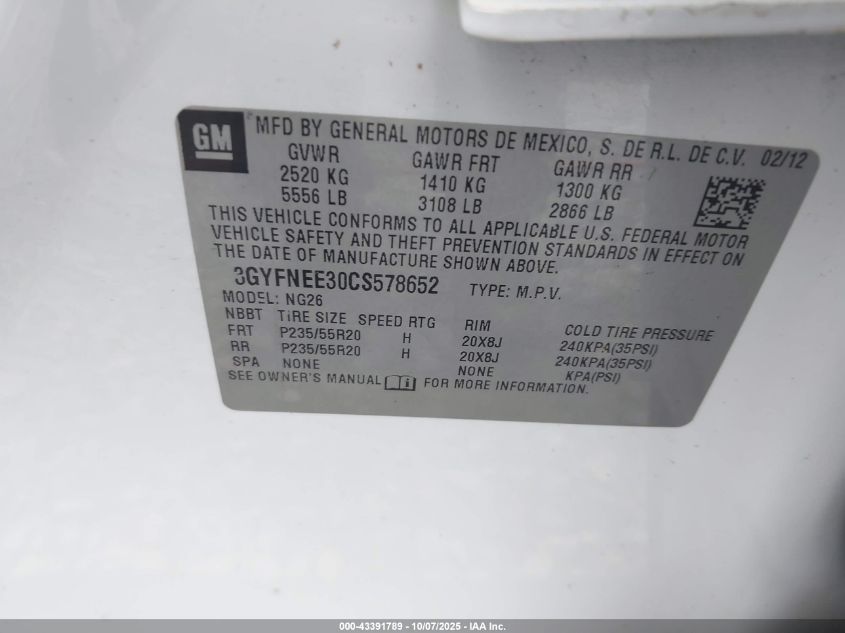 GM
MFD BY GENERAL MOTORS DE MEXICO, S. DE R.L. DE C.V. 02/12
GVWR GAWR FRT GAWR RR
2520 KG 1410 KG 1300 KG
5556 LB 3108 LB 2866 LB
THIS VEHICLE CONFORMS TO ALL APPLICABLE U.S. FEDERAL MOTOR
VEHICLE SAFETY AND THEFT PREVENTION STANDARDS IN EFFECT ON
THE DATE OF MANUFACTURE SHOWN ABOVE.
3GYFNEE30CS578652 TYPE: M.P.V.
MODEL: NG26
NBBT TIRE SIZE SPEED RTG RIM COLD TIRE PRESSURE
FRT P235/55R20 H 20X8J 240KPA(35PSI)
RR P235/55R20 H 20X8J 240KPA(35PSI)
SPA NONE NONE KPA(PSI)
SEE OWNER'S MANUAL FOR MORE INFORMATION.
000-43391789 - 10/07/2025 - IAA Inc.